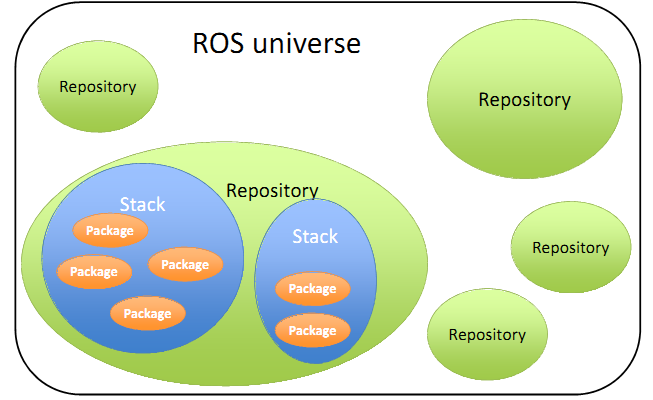 ROS universe
Repository
Repository
Repository
Stack
Package
Package
Package
Package
Stack
Package
Package
Repository
Repository